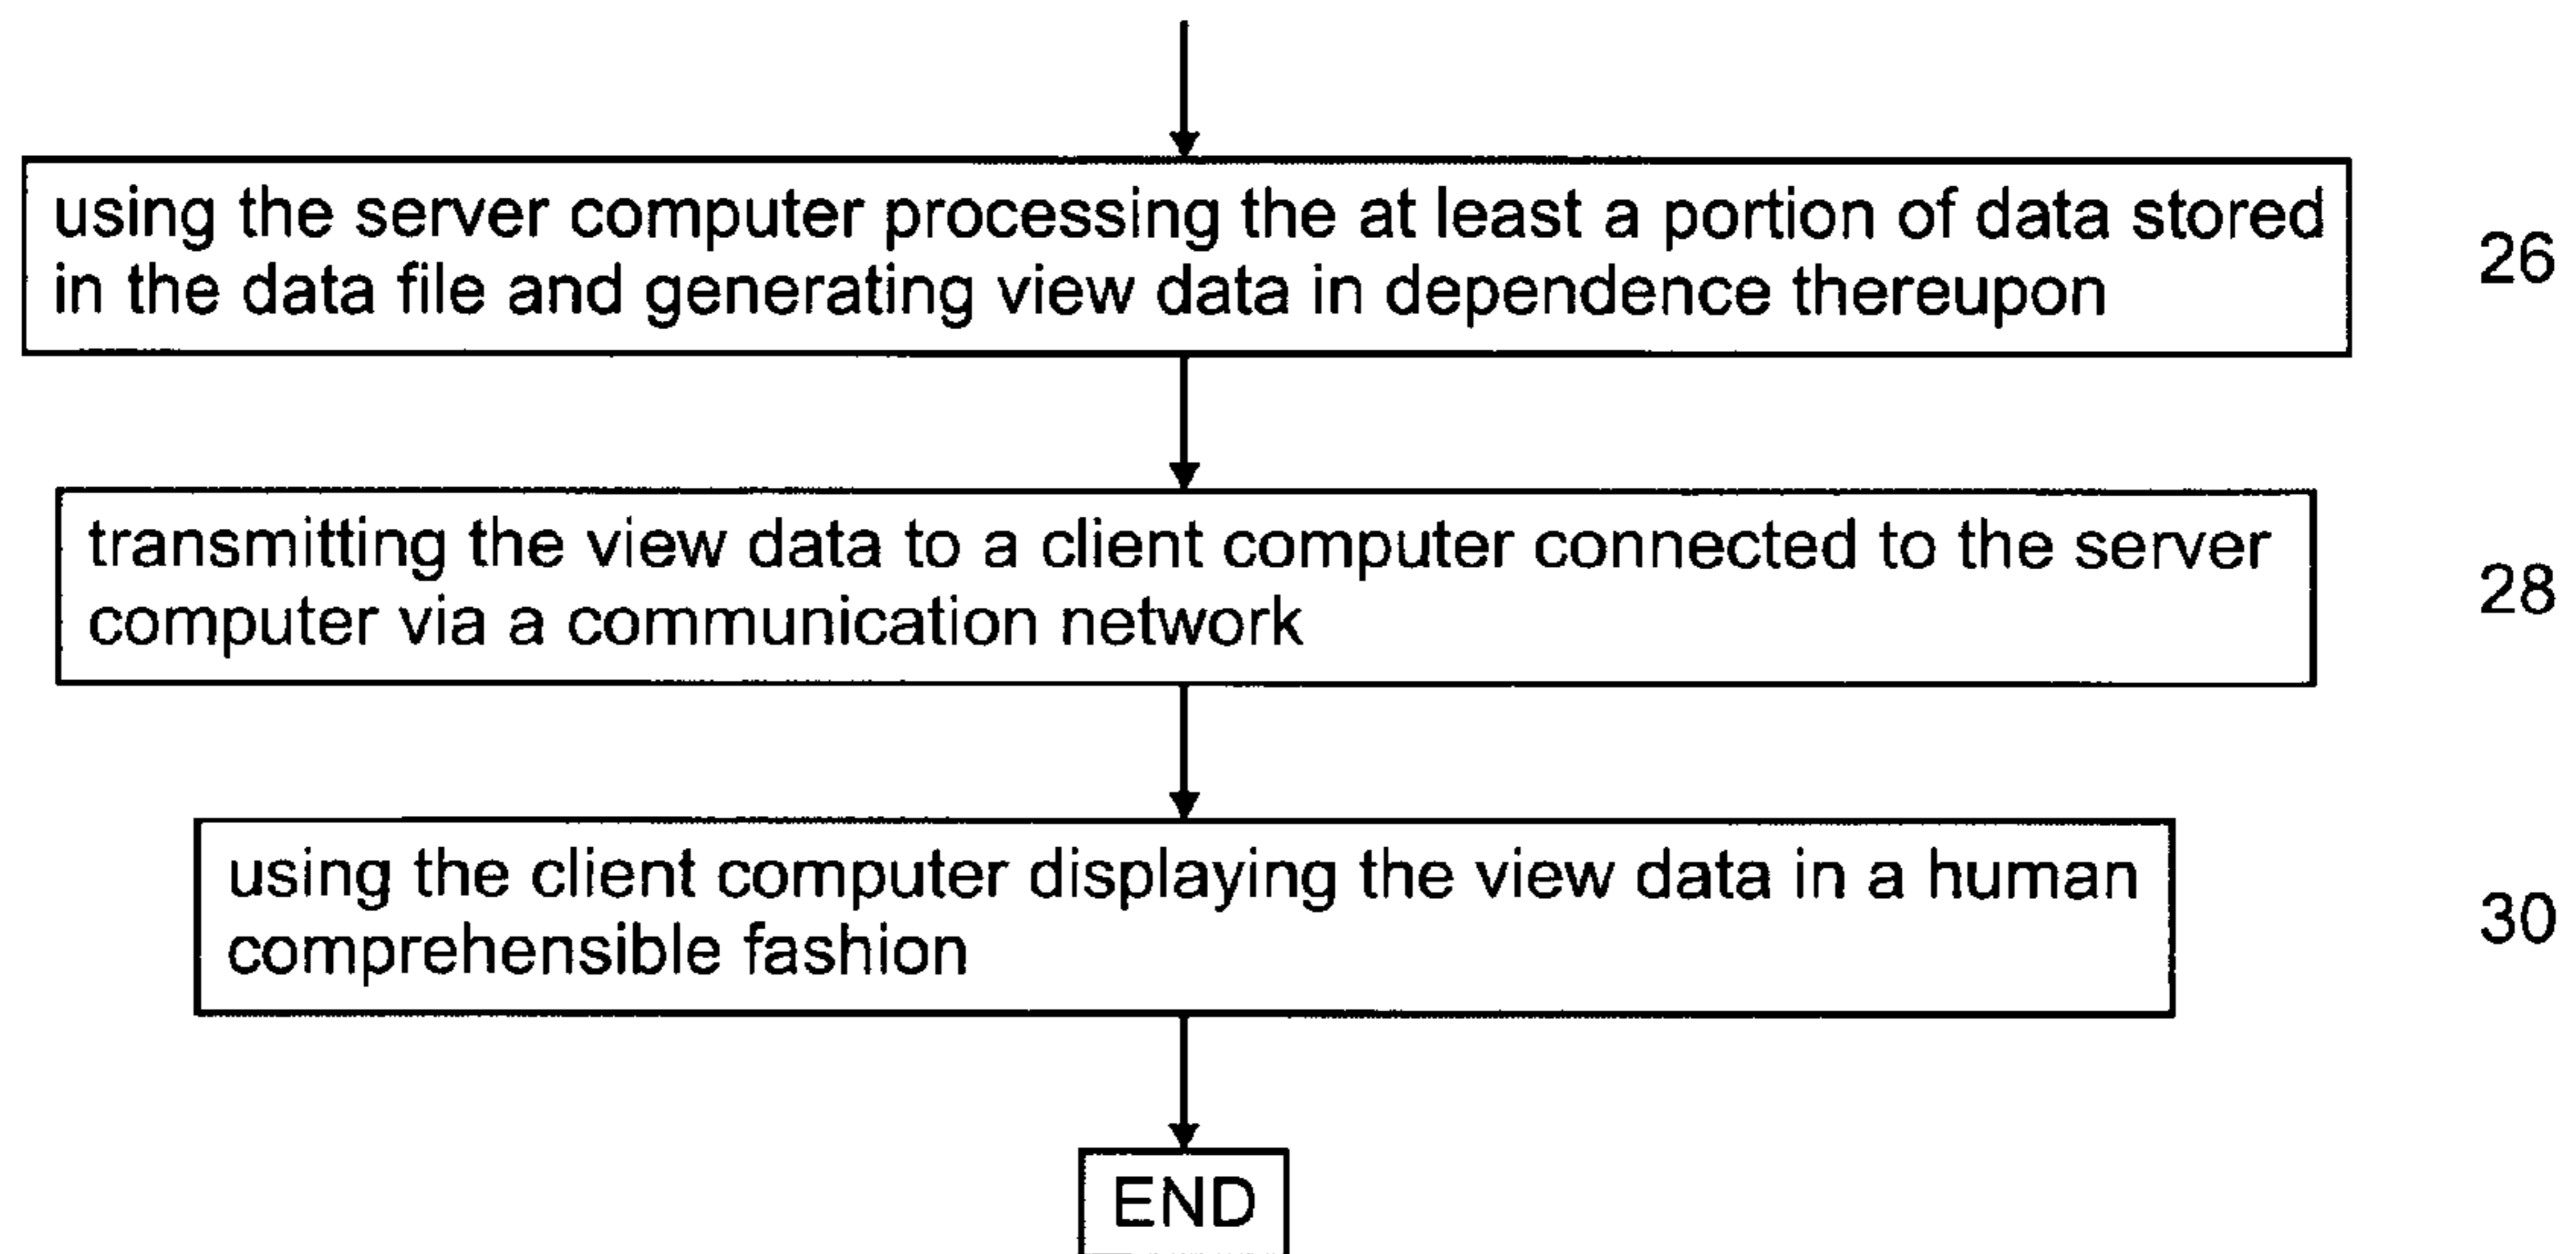 using the server computer processing the at least a portion of data stored
in the data file and generating view data in dependence thereupon
26
transmitting the view data to a client computer connected to the server
computer via a communication network
28
using the client computer displaying the view data in a human
comprehensible fashion
30
END